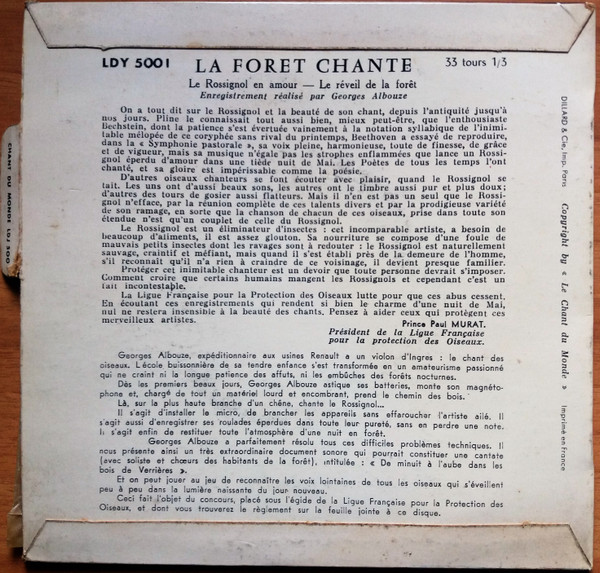 LDY 5001 LA FORET CHANTE 33 tours 1/3
Le Rossignol en amour — Le réveil de la forêt
Enregistrement réalisé par Georges Albouze
On a tout dit sur le Rossignol et la beauté de son chant, depuis l'antiquité jusqu'à
nos jours. Pline le connaissait tout aussi bien, mieux peut-être, que l'enthousiaste
Bechstein, dont la patience s'est évertuée vainement à la notation syllabique de l'inimi-
table mélopée de ce coryphée sans rival du printemps, Beethoven a essayé de reproduire,
dans la « Symphonie pastorale », sa voix pleine, harmonieuse, toute de finesse, de grâce
et de vigueur, mais sa musique n'égale pas les strophes enflammées que lance un Rossi-
gnol éperdu d'amour dans une tiède nuit de Mai. Les Poètes de tous les temps l'ont
chanté, et sa gloire est impérissable comme la poésie.
D'autres oiseaux chanteurs se font écouter avec plaisir, quand le Rossignol se
tait. Les uns ont d'aussi beaux sons, les autres ont le timbre aussi pur et plus doux ;
d'autres des tours de gosier aussi flatteurs. Mais il n'en est pas un seul que le Rossi-
gnol n'efface, par la réunion complète de ces talents divers et par la prodigieuse variété
de son ramage, en sorte que la chanson de chacun de ces oiseaux, prise dans toute son
étendue n'est qu'un couplet de celle du Rossignol.
Le Rossignol est un éliminateur d'insectes : cet incomparable artiste, a besoin de
beaucoup d'aliments, il est assez glouton. Sa nourriture se compose d'une foule de
mauvais petits insectes dont les ravages sont à redouter : le Rossignol est naturellement
sauvage, craintif et méfiant, mais quand il s'est établi près de la demeure de l'homme,
s'il reconnaît qu'il n'a rien à craindre de ce voisinage, il devient presque familier.
Protéger cet inimitable chanteur est un devoir que toute personne devrait s'imposer.
Comment croire que certains humains mangent les Rossignols et cependant c'est un
fait incontestable.
La Ligue Française pour la Protection des Oiseaux lutte pour que ces abus cessent.
En écoutant ces enregistrements qui rendent si bien le charme d'une nuit de Mai,
nul ne restera insensible à la beauté des chants. Pensez à aider ceux qui protègent ces
merveilleux artistes.
Prince Paul MURAT.
Président de la Ligue Française
pour la protection des Oiseaux.
Georges Albouze, expéditionnaire aux usines Renault a un violon d'Ingres : le chant des
oiseaux. L'école buissonnière de sa tendre enfance s'est transformée en un amateurisme passionné
qui ne craint ni la longue patience des affuts, ni les embûches des forêts nocturnes.
Dès les premiers beaux jours, Georges Albouze astique ses batteries, monte son magnéto-
phone et, chargé de tout un matériel lourd et encombrant, prend le chemin des bois.
Là, sur la plus haute branche d'un chêne, chante le Rossignol...
Il s'agit d'installer le micro, de brancher les appareils sans effaroucher l'artiste ailé. Il
s'agit aussi d'enregistrer ses roulades éperdues dans toute leur pureté, sans en perdre une note.
Il s'agit enfin de restituer toute l'atmosphère d'une nuit en forêt.
Georges Albouze a parfaitement résolu tous ces difficiles problèmes techniques. Il
nous présente ainsi un très extraordinaire document sonore qui pourrait constituer une cantate
(avec soliste et chœurs des habitants de la forêt), intitulée : « De minuit à l'aube dans les
bois de Verrières ».
Et on peut jouer au jeu de reconnaître les voix lointaines de tous les oiseaux qui s'éveillent
peu à peu dans la lumière naissante du jour nouveau.
Ceci fait l'objet du concours, placé sous l'égide de la Ligue Française pour la Protection des
Oiseaux, et dont vous trouverez le règlement sur la feuille jointe à ce disque.
DILLARD & Cie, Imp. Paris Copyright by « Le Chant du Monde » Imprimé en France
CHANT DU MONDE